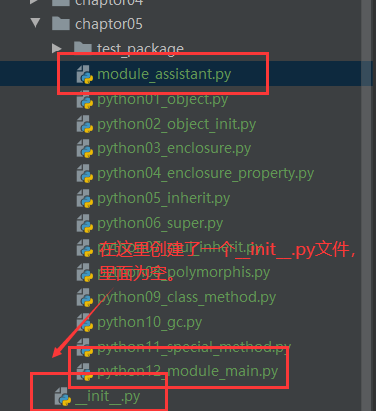 chaptor04
chaptor05
test_package
module_assistant.py
python01_object.py
python02_object_init.py
python03_enclosure.py
python04_enclosure_property.py
python05_inherit.py
python06_super.py
在这里创建了一个__init__.py文件,
里面为空。
inherit.py
polymorphis.py
python09_class_method.py
python10_gc.py
python11_special_method.py
python12_module_main.py
__init__.py